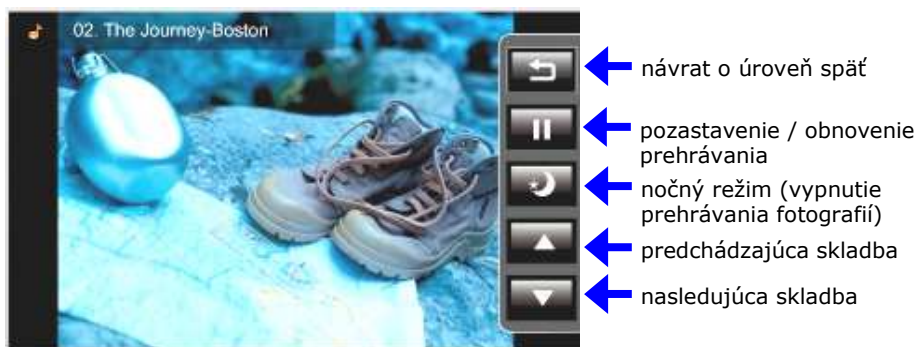 02. The Journey-Boston
návrat o úroveň späť
pozastavenie / obnovenie
prehrávania
nočný režim (vypnutie
prehrávania fotografií)
predchádzajúca skladba
nasledujúca skladba